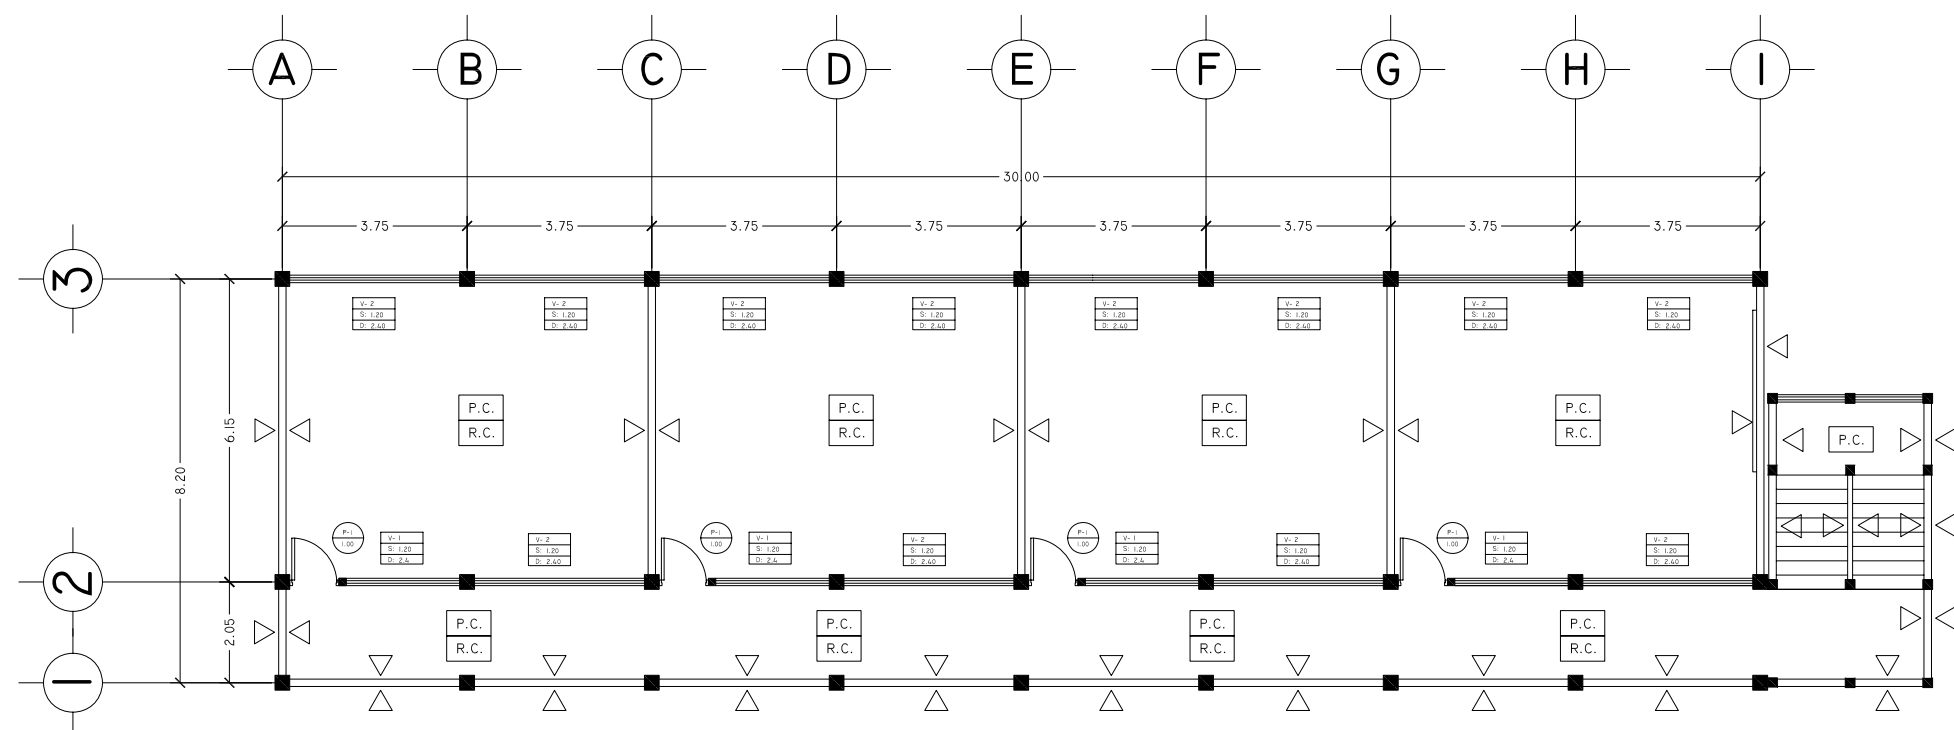 A B C D E F G H I
30.00
3.75 3.75 3.75 3.75 3.75 3.75 3.75 3.75
3
V- 2 V- 2 V- 2 V- 2 V- 2 V- 2 V- 2 V- 2
S: 1.20 S: 1.20 S: 1.20 S: 1.20 S: 1.20 S: 1.20 S: 1.20 S: 1.20
D: 2.40 D: 2.40 D: 2.40 D: 2.40 D: 2.40 D: 2.40 D: 2.40 D: 2.40
P.C. P.C. P.C. P.C.
R.C. R.C. R.C. R.C.
P.C.
6.15
8.20
P-1 V- 1 V- 2 P-1 V- 1 V- 2 P-1 V- 1 V- 2 P-1 V- 1 V- 2
1.00 S: 1.20 S: 1.20 1.00 S: 1.20 S: 1.20 1.00 S: 1.20 S: 1.20 1.00 S: 1.20 S: 1.20
D: 2.4 D: 2.40 D: 2.4 D: 2.40 D: 2.4 D: 2.40 D: 2.4 D: 2.40
2
2.05
P.C. P.C. P.C. P.C.
R.C. R.C. R.C. R.C.
1